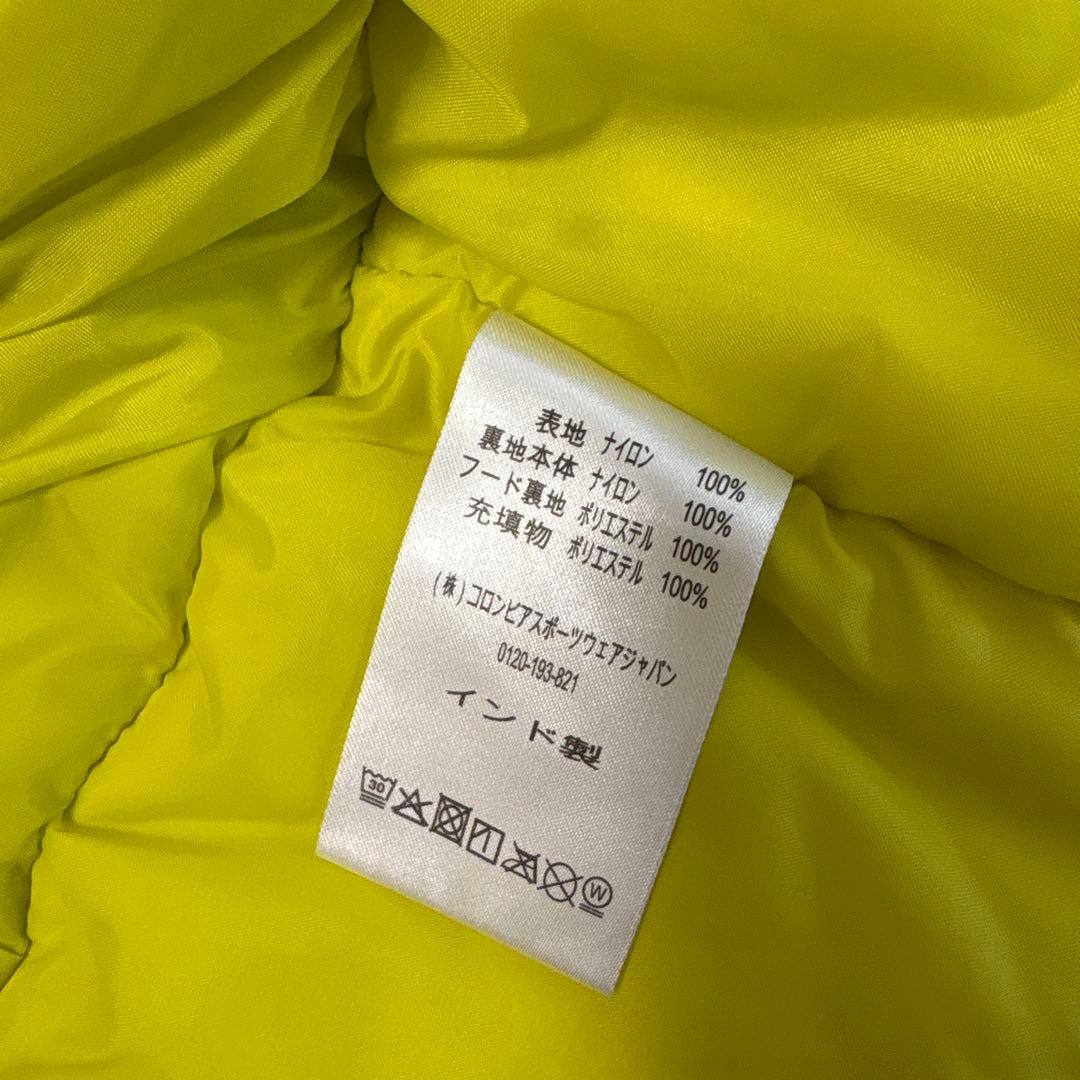 表地 ナイロン 100%
裏地本体 ナイロン 100%
フード裏地 ポリエステル 100%
充填物 ポリエステル 100%
(株)コロンビアスポーツウェアジャパン
0120-193-821
インド製
30 W